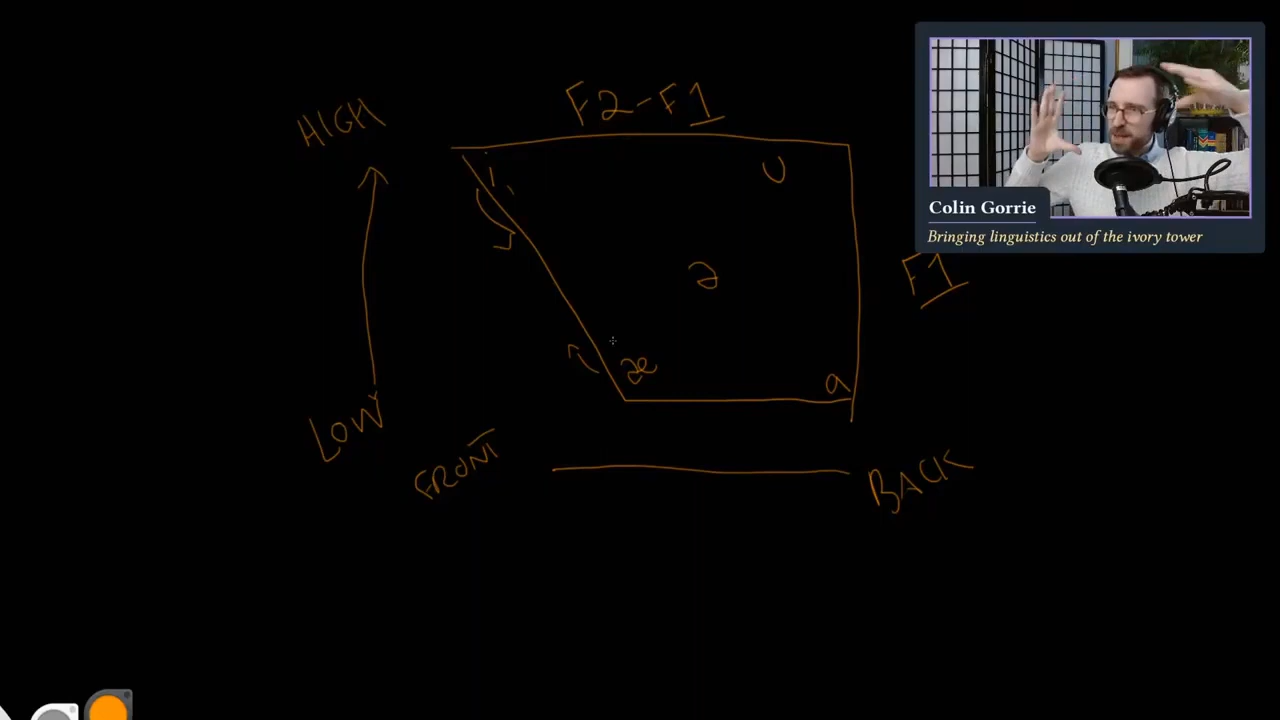 HIGH
F2-F1
i
u
ə
F1
æ
a
LOW
FRONT
BACK
Colin Gorrie
Bringing linguistics out of the ivory tower